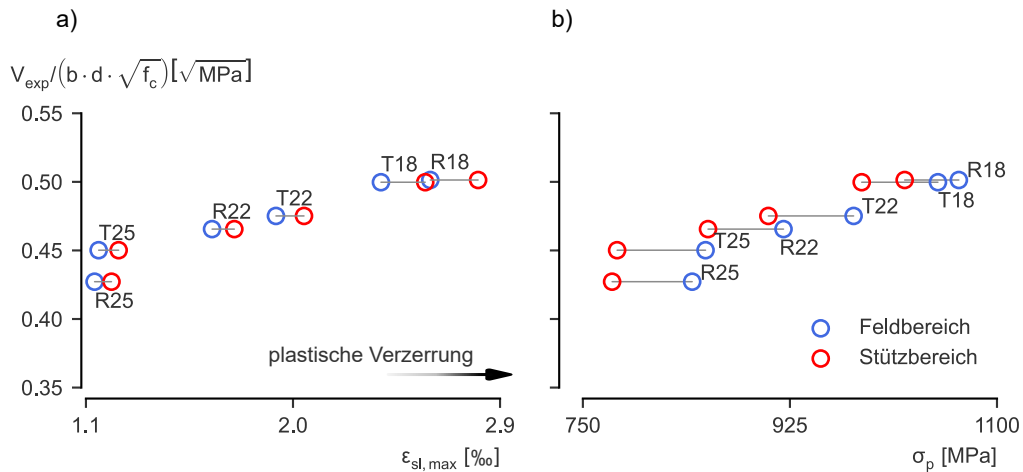 a)
b)
V_exp/(b · d · √f_c)[√MPa]
0.55
0.50
0.45
0.40
0.35
T18
R18
T22
R22
T25
R25
plastische Verzerrung
1.1
2.0
2.9
ε_sl, max [‰]
R18
T18
T22
R22
T25
R25
Feldbereich
Stützbereich
750
925
1100
σ_p [MPa]